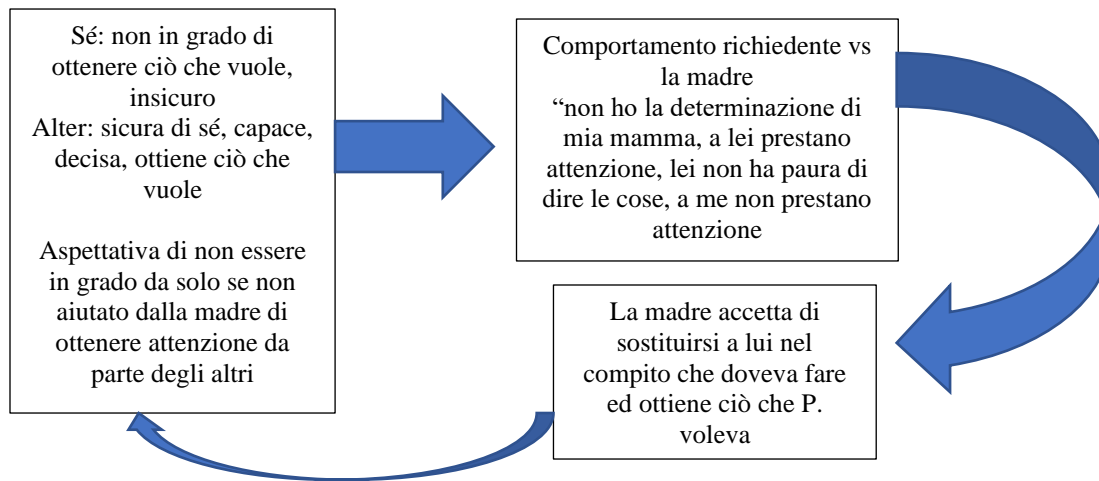 Sé: non in grado di
ottenere ciò che vuole,
insicuro
Alter: sicura di sé, capace,
decisa, ottiene ciò che
vuole
Aspettativa di non essere
in grado da solo se non
aiutato dalla madre di
ottenere attenzione da
parte degli altri
Comportamento richiedente vs
la madre
“non ho la determinazione di
mia mamma, a lei prestano
attenzione, lei non ha paura di
dire le cose, a me non prestano
attenzione
La madre accetta di
sostituirsi a lui nel
compito che doveva fare
ed ottiene ciò che P.
voleva